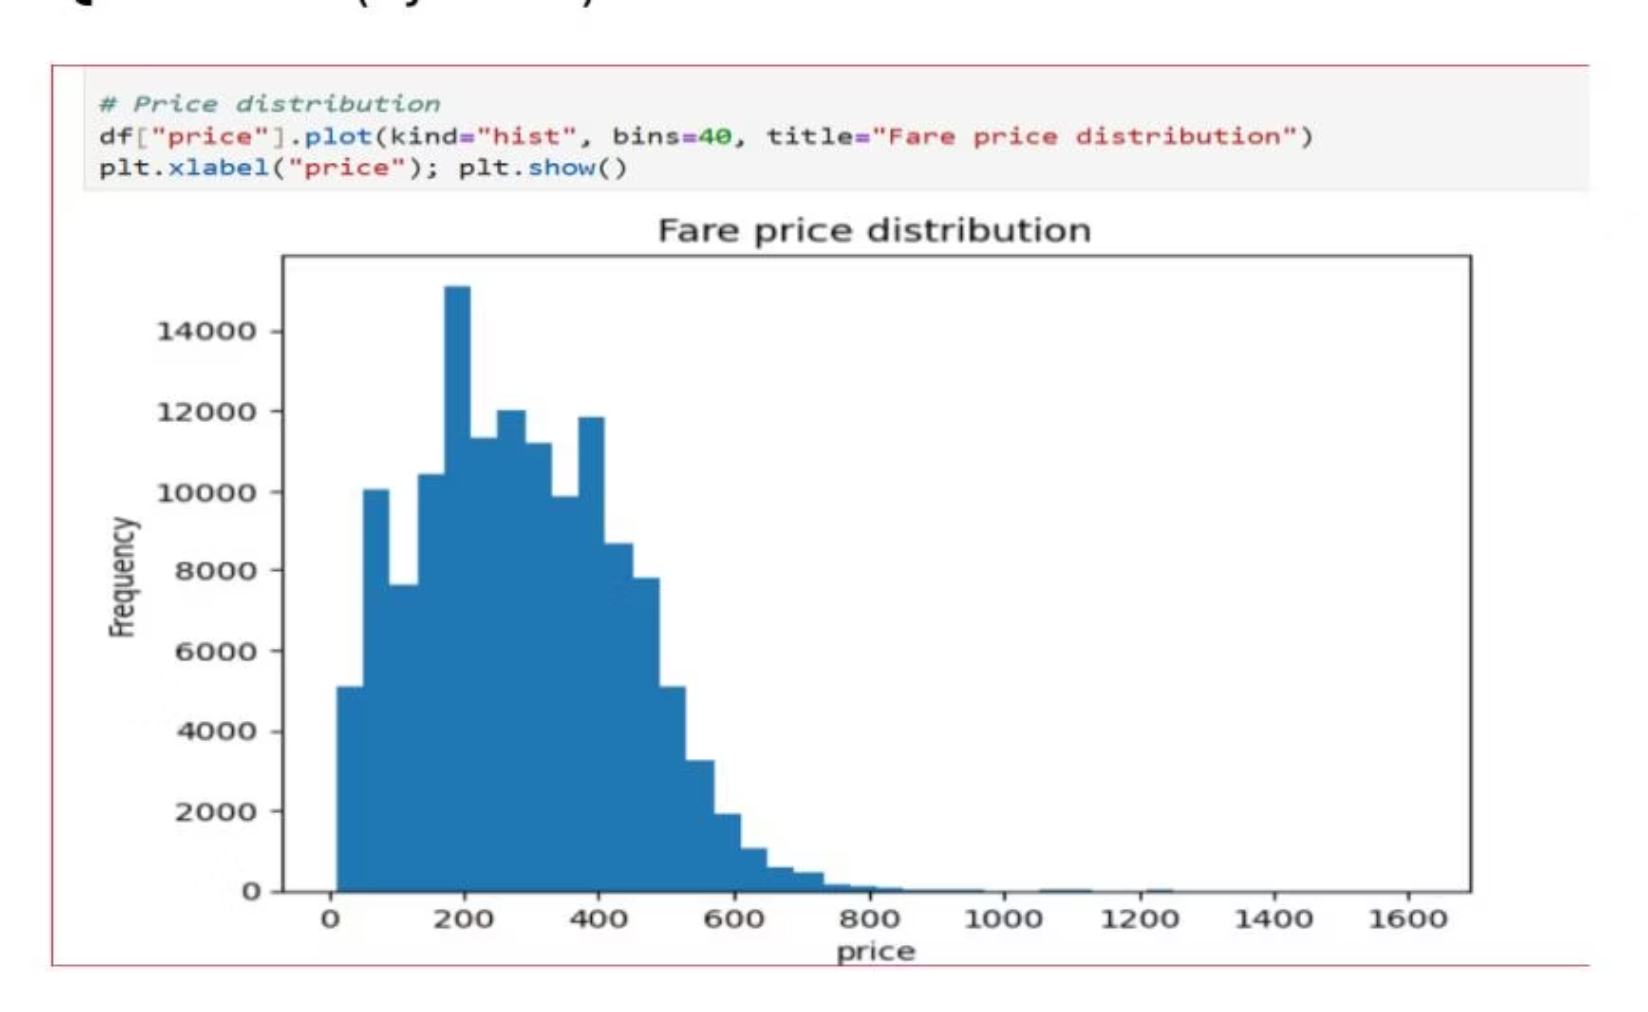 # Price distribution
df["price"].plot(kind="hist", bins=40, title="Fare price distribution")
plt.xlabel("price"); plt.show()
Fare price distribution
14000
12000
10000
8000
6000
4000
2000
0
Frequency
0 200 400 600 800 1000 1200 1400 1600
price